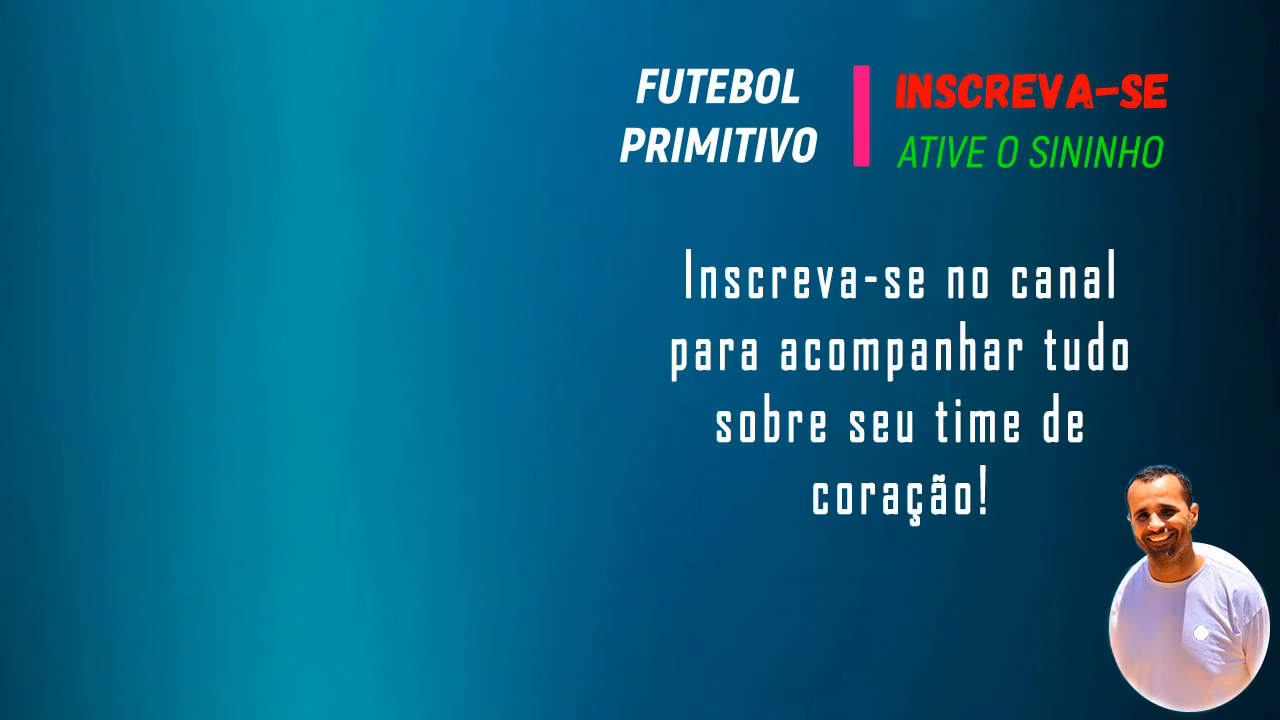 FUTEBOL
PRIMITIVO
INSCREVA-SE
ATIVE O SININHO
Inscreva-se no canal
para acompanhar tudo
sobre seu time de
coração!